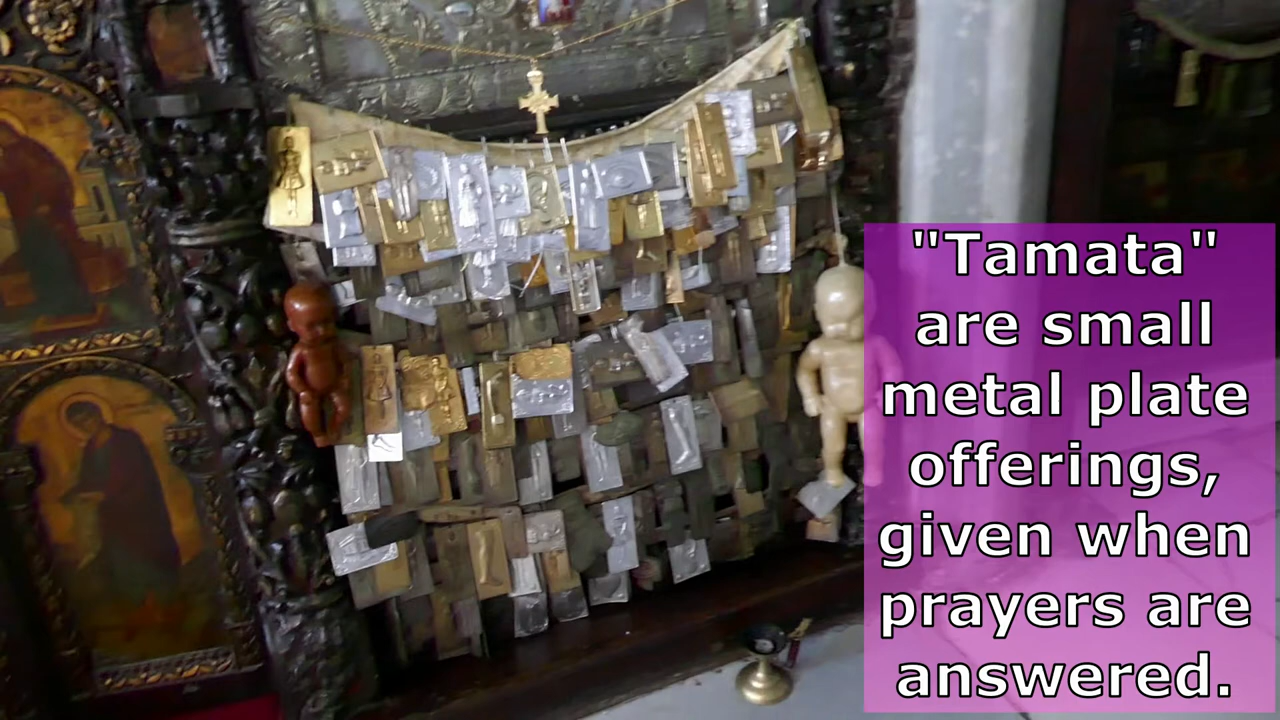 "Tamata"
are small
metal plate
offerings,
given when
prayers are
answered.